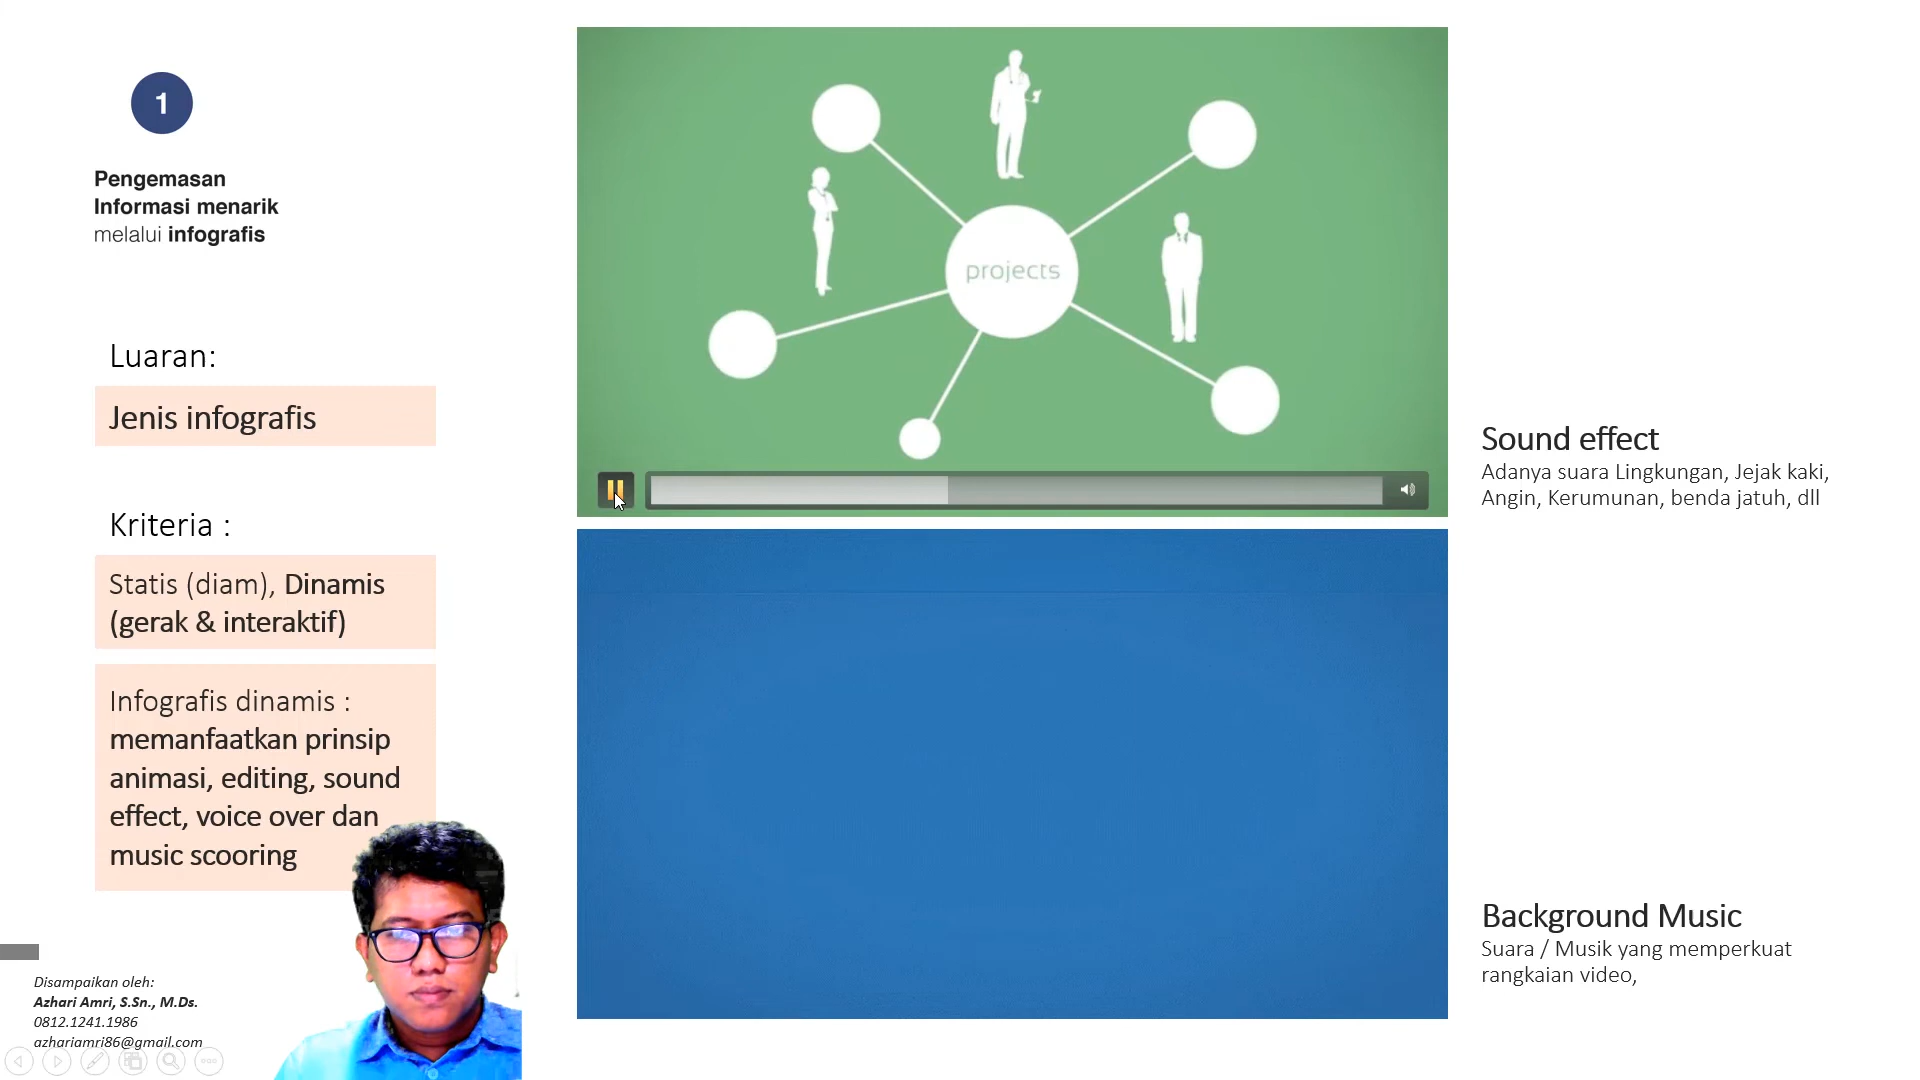 1
Pengemasan
Informasi menarik
melalui infografis
Luaran:
Jenis infografis
Kriteria :
Statis (diam), Dinamis
(gerak & interaktif)
Infografis dinamis :
memanfaatkan prinsip
animasi, editing, sound
effect, voice over dan
music scooring
Disampaikan oleh:
Azhari Amri, S.Sn., M.Ds.
0812.1241.1986
azhariamri86@gmail.com
projects
Sound effect
Adanya suara Lingkungan, Jejak kaki,
Angin, Kerumunan, benda jatuh, dll
Background Music
Suara / Musik yang memperkuat
rangkaian video,